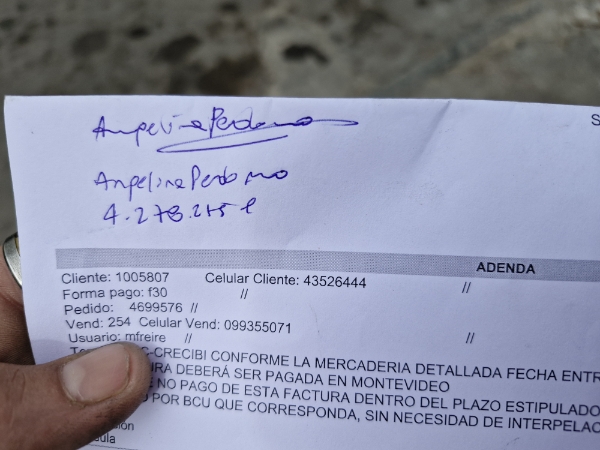 Angelina Perdomo
Angelina Perdomo
4.278.215-
S
ADENDA
Cliente: 1005807 Celular Cliente: 43526444 //
Forma pago: f30 //
Pedido: 4699576 //
Vend: 254 Celular Vend: 099355071 //
Usuario: mfreire //
C-CRECIBI CONFORME LA MERCADERIA DETALLADA FECHA ENTR
URA DEBERÁ SER PAGADA EN MONTEVIDEO
E NO PAGO DE ESTA FACTURA DENTRO DEL PLAZO ESTIPULADO
O POR BCU QUE CORRESPONDA, SIN NECESIDAD DE INTERPELAC